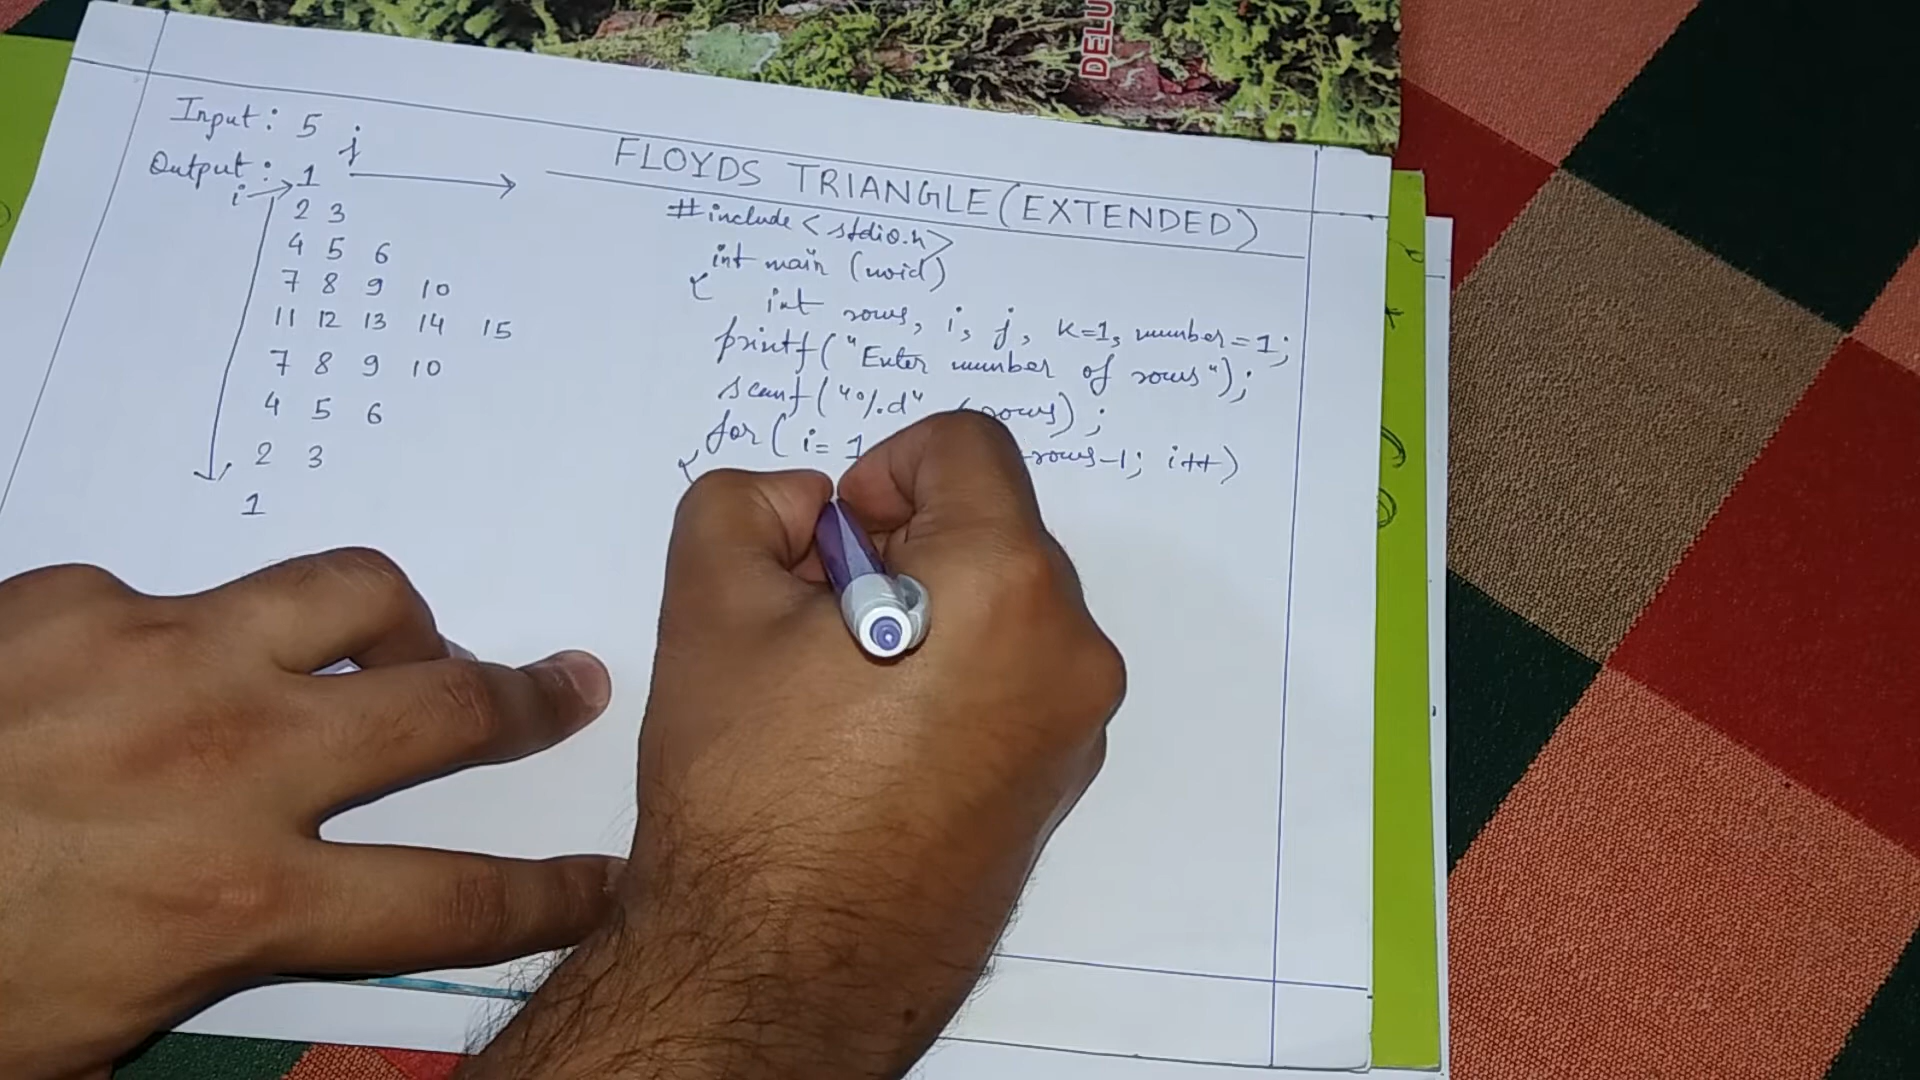 DELU
Input: 5 j
Output: 1
i
2 3
4 5 6
7 8 9 10
11 12 13 14 15
7 8 9 10
4 5 6
2 3
1
FLOYDS TRIANGLE (EXTENDED)
#include <stdio.h>
int main (void)
{ int rows, i, j, k=1, number=1;
printf("Enter number of rows");
scanf("%d" rows);
for( i= 1 rows-1; i++)
{